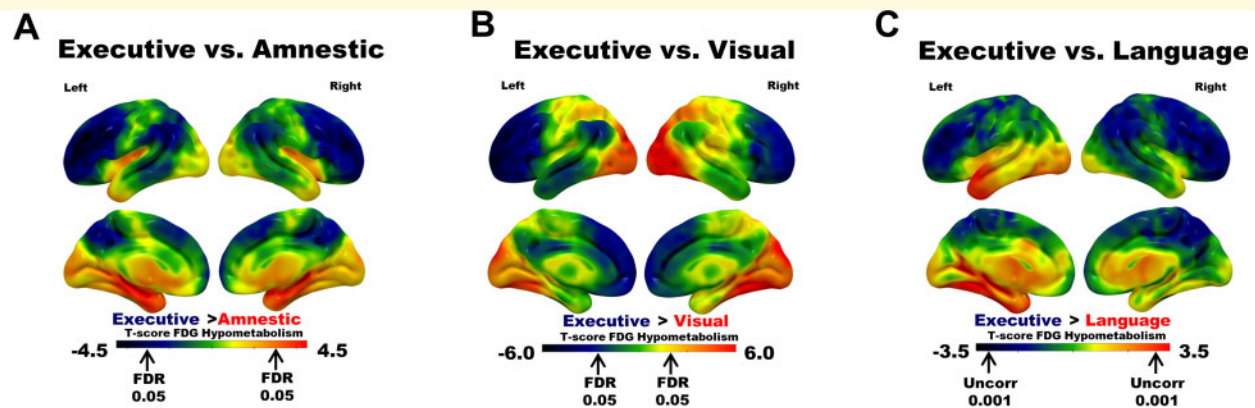 A
Executive vs. Amnestic
Left
Right
Executive >Amnestic
T-score FDG Hypometabolism
-4.5
4.5
FDR
0.05
FDR
0.05
B
Executive vs. Visual
Left
Right
Executive > Visual
T-score FDG Hypometabolism
-6.0
6.0
FDR
0.05
FDR
0.05
C
Executive vs. Language
Left
Right
Executive > Language
T-score FDG Hypometabolism
-3.5
3.5
Uncorr
0.001
Uncorr
0.001